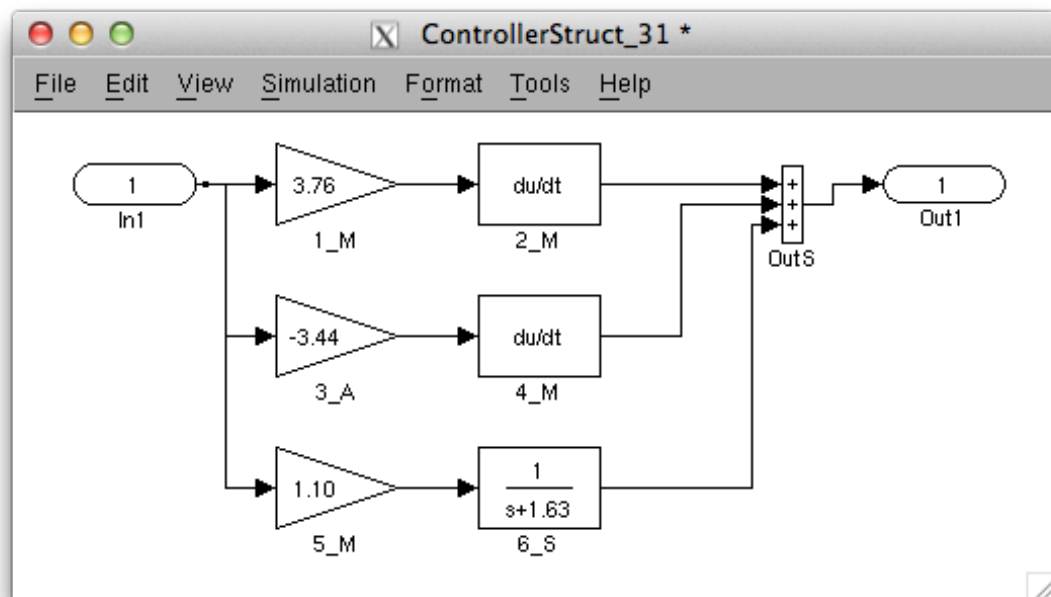 ControllerStruct_31 *
File Edit View Simulation Format Tools Help
1
In1
3.76
1_M
du/dt
2_M
+
+
+
OutS
1
Out1
-3.44
3_A
du/dt
4_M
1.10
5_M
1
s+1.63
6_S